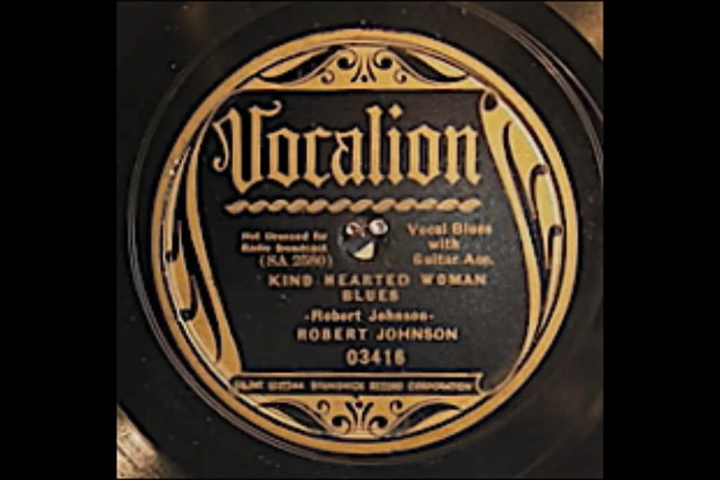 Vocalion
Not licensed for
Radio Broadcast
(SA 2580)
Vocal Blues
with
Guitar Acc.
KIND HEARTED WOMAN
BLUES
-Robert Johnson-
ROBERT JOHNSON
03416
BRUNSWICK RECORD CORPORATION